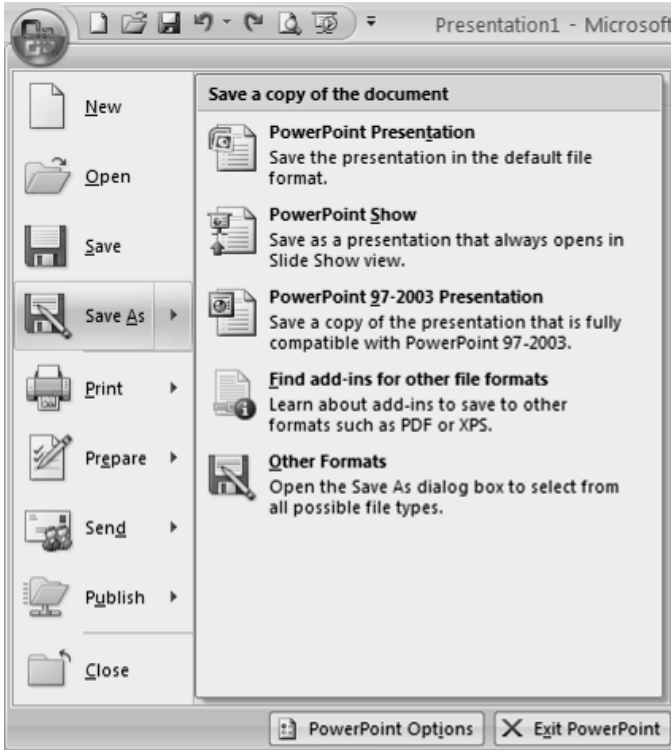 Presentation1 - Microsoft
New
Open
Save
Save As
Print
Prepare
Send
Publish
Close
Save a copy of the document
PowerPoint Presentation
Save the presentation in the default file
format.
PowerPoint Show
Save as a presentation that always opens in
Slide Show view.
PowerPoint 97-2003 Presentation
Save a copy of the presentation that is fully
compatible with PowerPoint 97-2003.
Find add-ins for other file formats
Learn about add-ins to save to other
formats such as PDF or XPS.
Other Formats
Open the Save As dialog box to select from
all possible file types.
PowerPoint Options
Exit PowerPoint